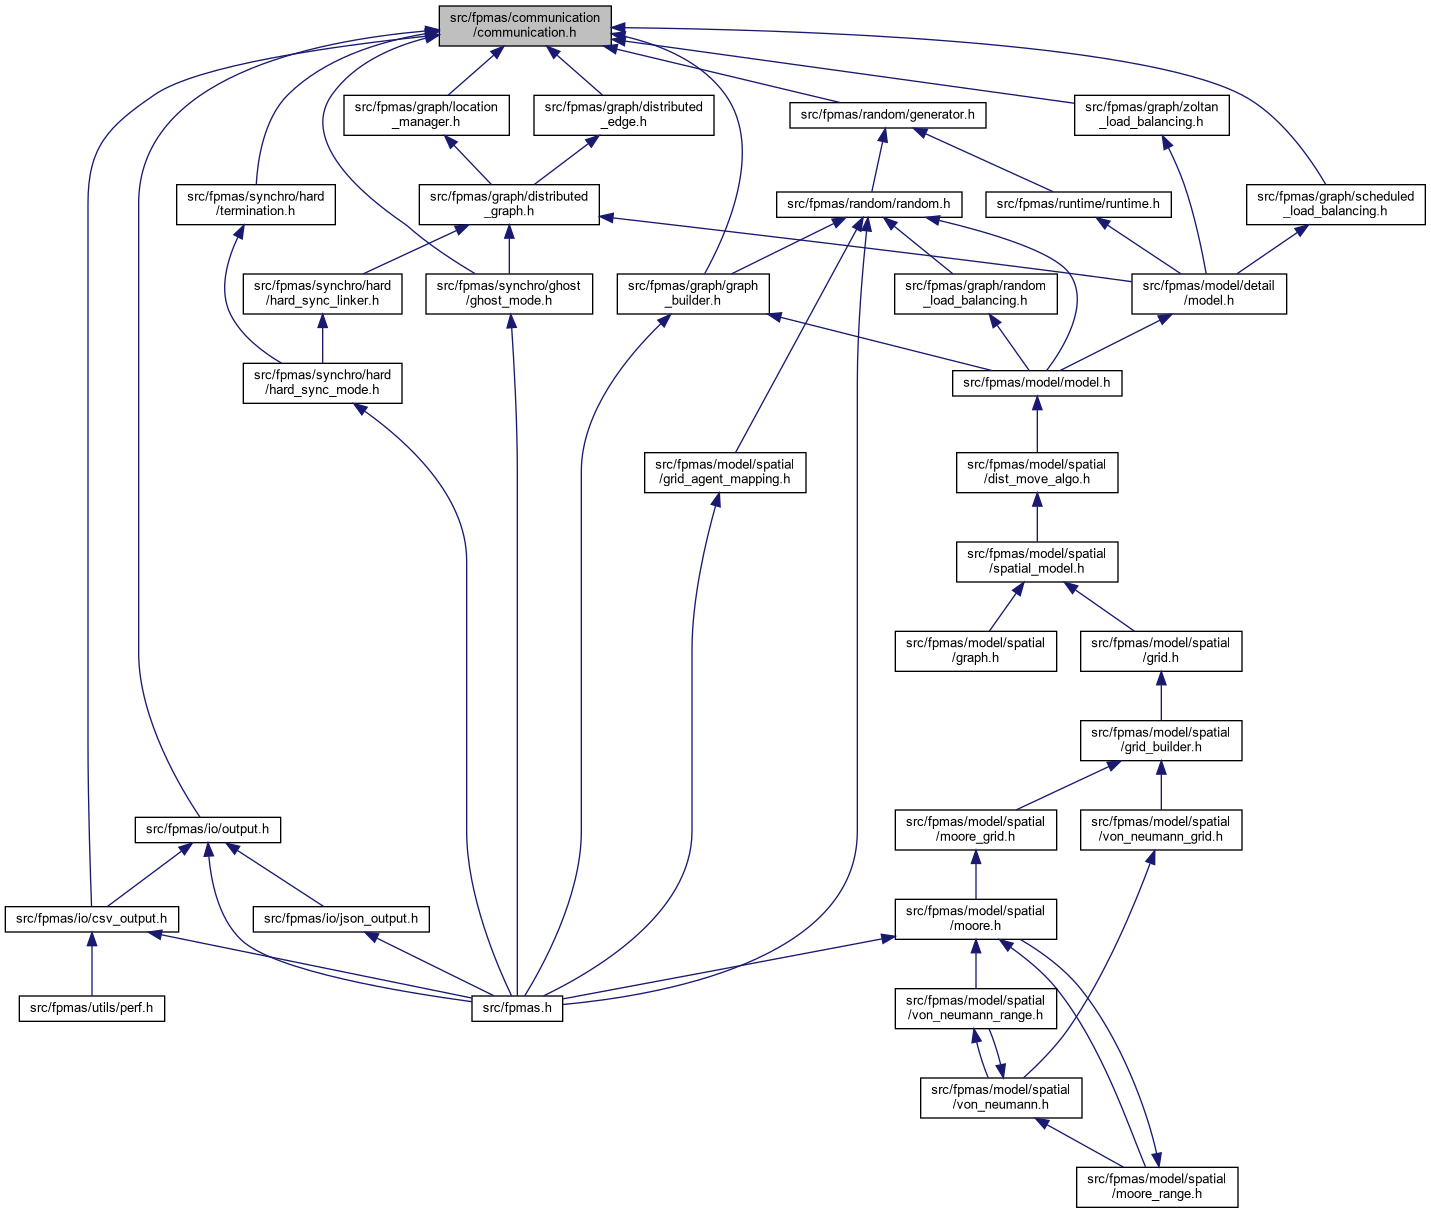 src/fpmas/communication
/communication.h
src/fpmas/graph/location
_manager.h
src/fpmas/graph/distributed
_edge.h
src/fpmas/random/generator.h
src/fpmas/graph/zoltan
_load_balancing.h
src/fpmas/synchro/hard
/termination.h
src/fpmas/graph/distributed
_graph.h
src/fpmas/random/random.h
src/fpmas/runtime/runtime.h
src/fpmas/graph/scheduled
_load_balancing.h
src/fpmas/synchro/hard
/hard_sync_linker.h
src/fpmas/synchro/ghost
/ghost_mode.h
src/fpmas/graph/graph
_builder.h
src/fpmas/graph/random
_load_balancing.h
src/fpmas/model/detail
/model.h
src/fpmas/synchro/hard
/hard_sync_mode.h
src/fpmas/model/model.h
src/fpmas/model/spatial
/grid_agent_mapping.h
src/fpmas/model/spatial
/dist_move_algo.h
src/fpmas/model/spatial
/spatial_model.h
src/fpmas/model/spatial
/graph.h
src/fpmas/model/spatial
/grid.h
src/fpmas/model/spatial
/grid_builder.h
src/fpmas/io/output.h
src/fpmas/model/spatial
/moore_grid.h
src/fpmas/model/spatial
/von_neumann_grid.h
src/fpmas/io/csv_output.h
src/fpmas/io/json_output.h
src/fpmas/model/spatial
/moore.h
src/fpmas/utils/perf.h
src/fpmas.h
src/fpmas/model/spatial
/von_neumann_range.h
src/fpmas/model/spatial
/von_neumann.h
src/fpmas/model/spatial
/moore_range.h